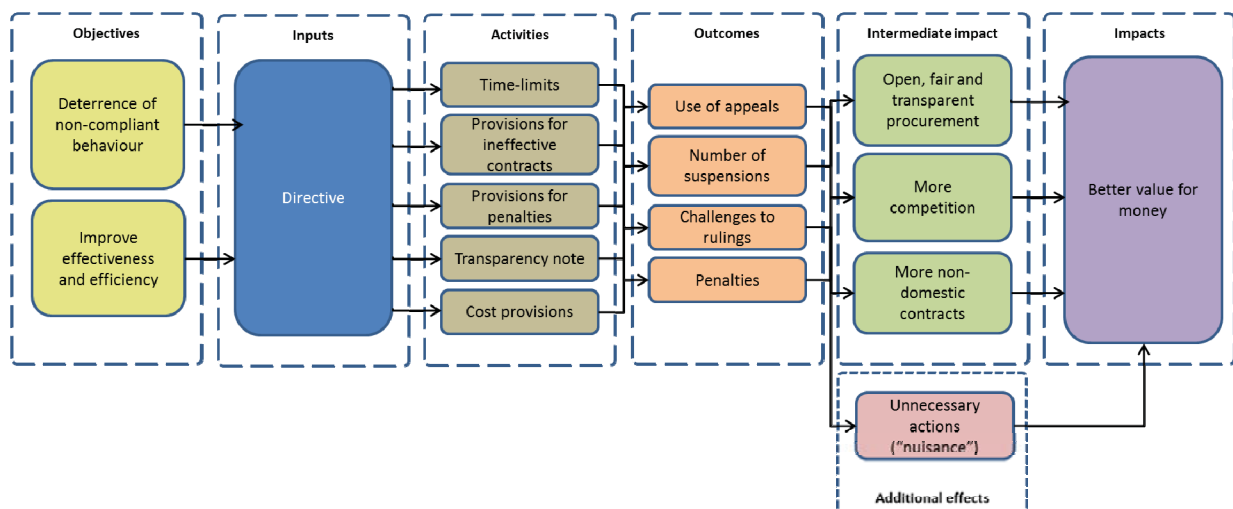 Objectives
Deterrence of
non-compliant
behaviour
Improve
effectiveness
and efficiency
Inputs
Directive
Activities
Time-limits
Provisions for
ineffective
contracts
Provisions for
penalties
Transparency note
Cost provisions
Outcomes
Use of appeals
Number of
suspensions
Challenges to
rulings
Penalties
Intermediate impact
Open, fair and
transparent
procurement
More
competition
More non-
domestic
contracts
Unnecessary
actions
(“nuisance”)
Additional effects
Impacts
Better value for
money